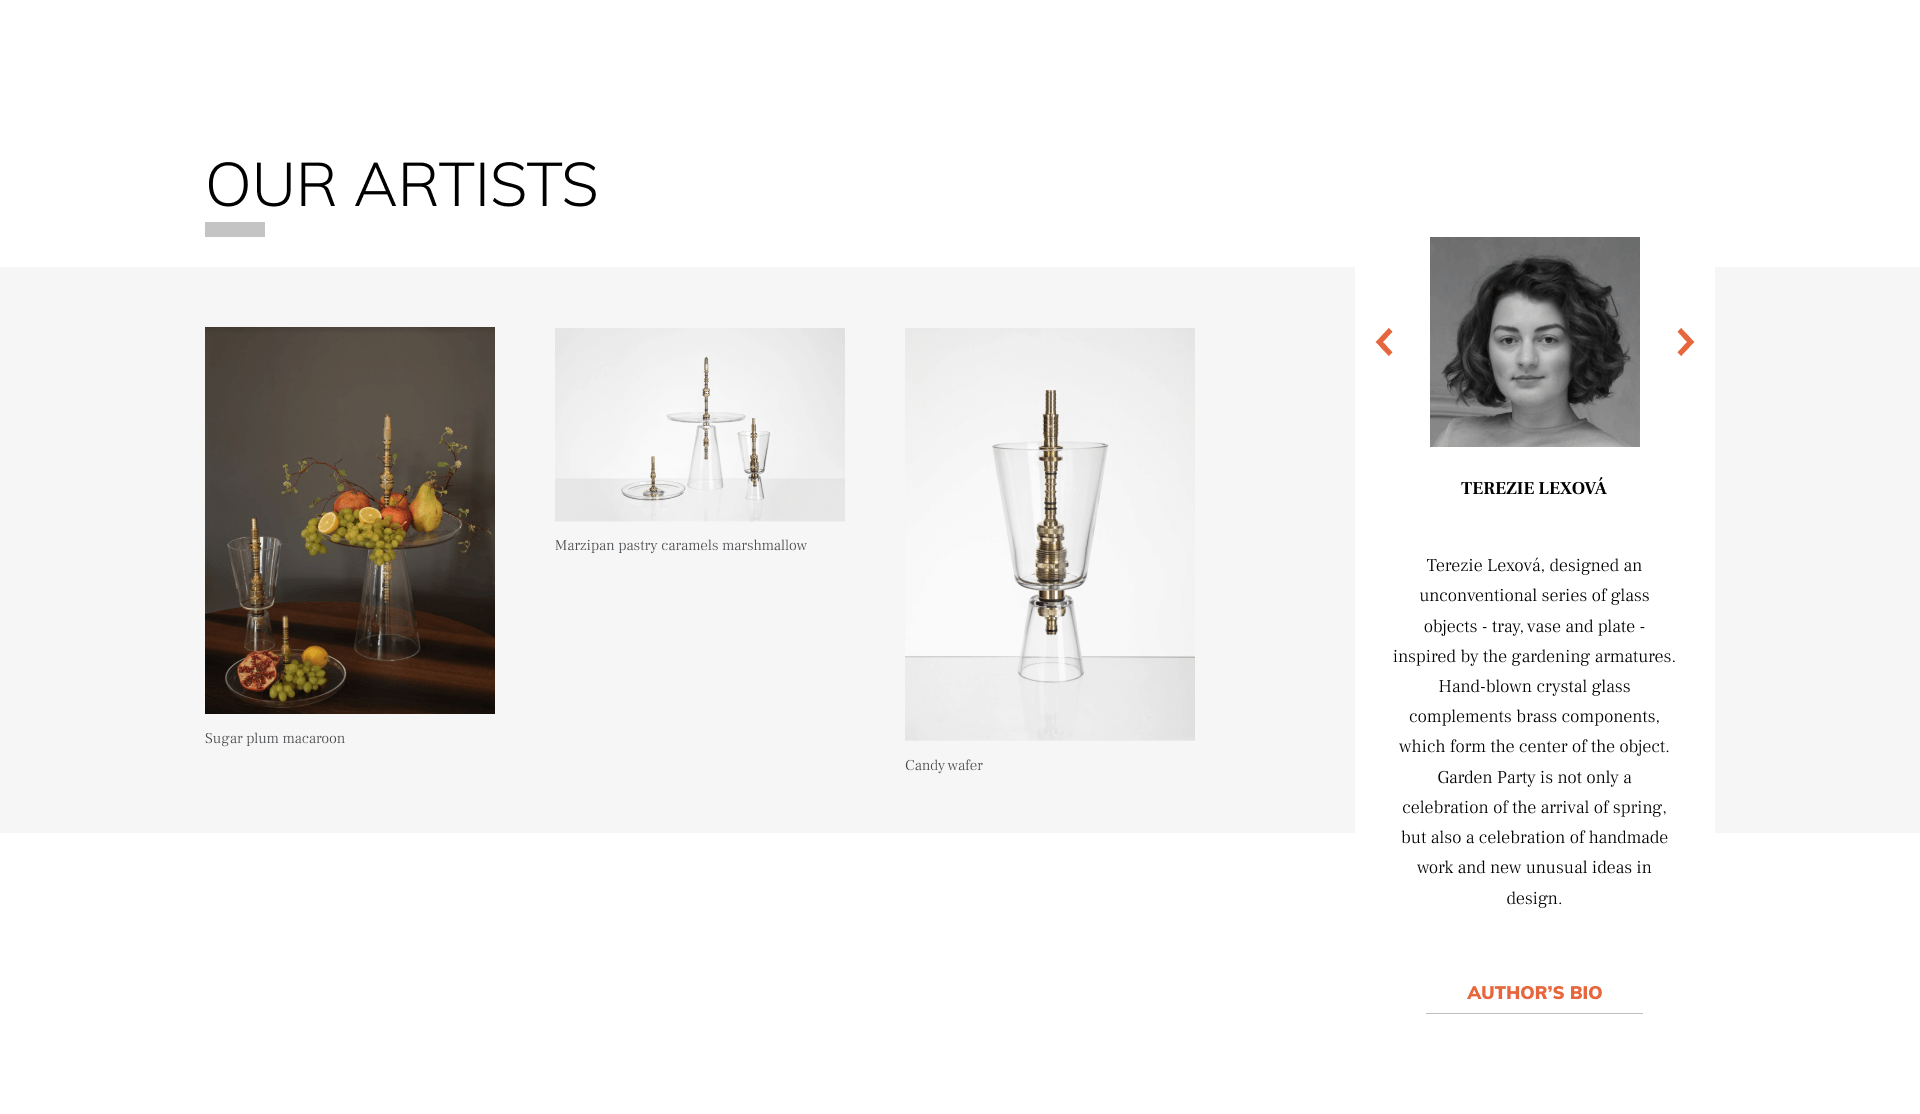 OUR ARTISTS
Sugar plum macaroon
Marzipan pastry caramels marshmallow
Candy wafer
TEREZIE LEXOVÁ
Terezie Lexová, designed an
unconventional series of glass
objects - tray, vase and plate -
inspired by the gardening armatures.
Hand-blown crystal glass
complements brass components,
which form the center of the object.
Garden Party is not only a
celebration of the arrival of spring,
but also a celebration of handmade
work and new unusual ideas in
design.
AUTHOR’S BIO